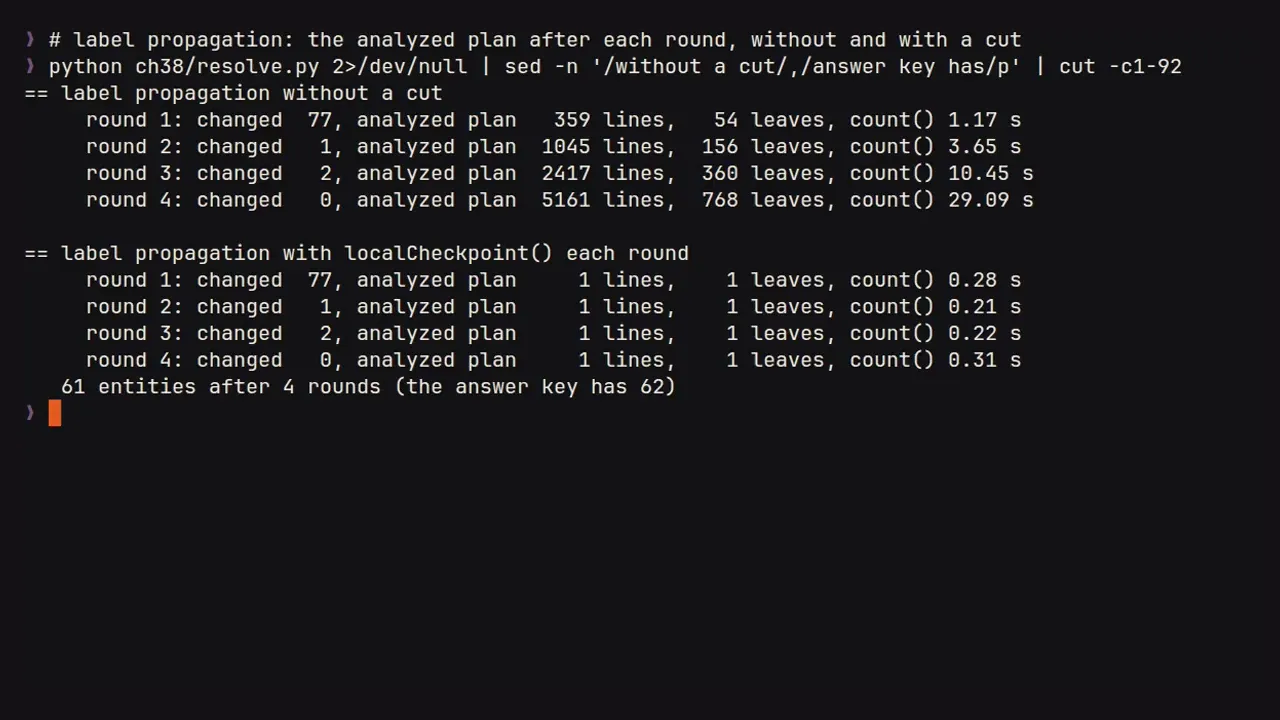 ❱ # label propagation: the analyzed plan after each round, without and with a cut
❱ python ch38/resolve.py 2>/dev/null | sed -n '/without a cut/,/answer key has/p' | cut -c1-92
== label propagation without a cut
     round 1: changed  77, analyzed plan   359 lines,   54 leaves, count() 1.17 s
     round 2: changed   1, analyzed plan  1045 lines,  156 leaves, count() 3.65 s
     round 3: changed   2, analyzed plan  2417 lines,  360 leaves, count() 10.45 s
     round 4: changed   0, analyzed plan  5161 lines,  768 leaves, count() 29.09 s
== label propagation with localCheckpoint() each round
     round 1: changed  77, analyzed plan     1 lines,    1 leaves, count() 0.28 s
     round 2: changed   1, analyzed plan     1 lines,    1 leaves, count() 0.21 s
     round 3: changed   2, analyzed plan     1 lines,    1 leaves, count() 0.22 s
     round 4: changed   0, analyzed plan     1 lines,    1 leaves, count() 0.31 s
   61 entities after 4 rounds (the answer key has 62)
❱